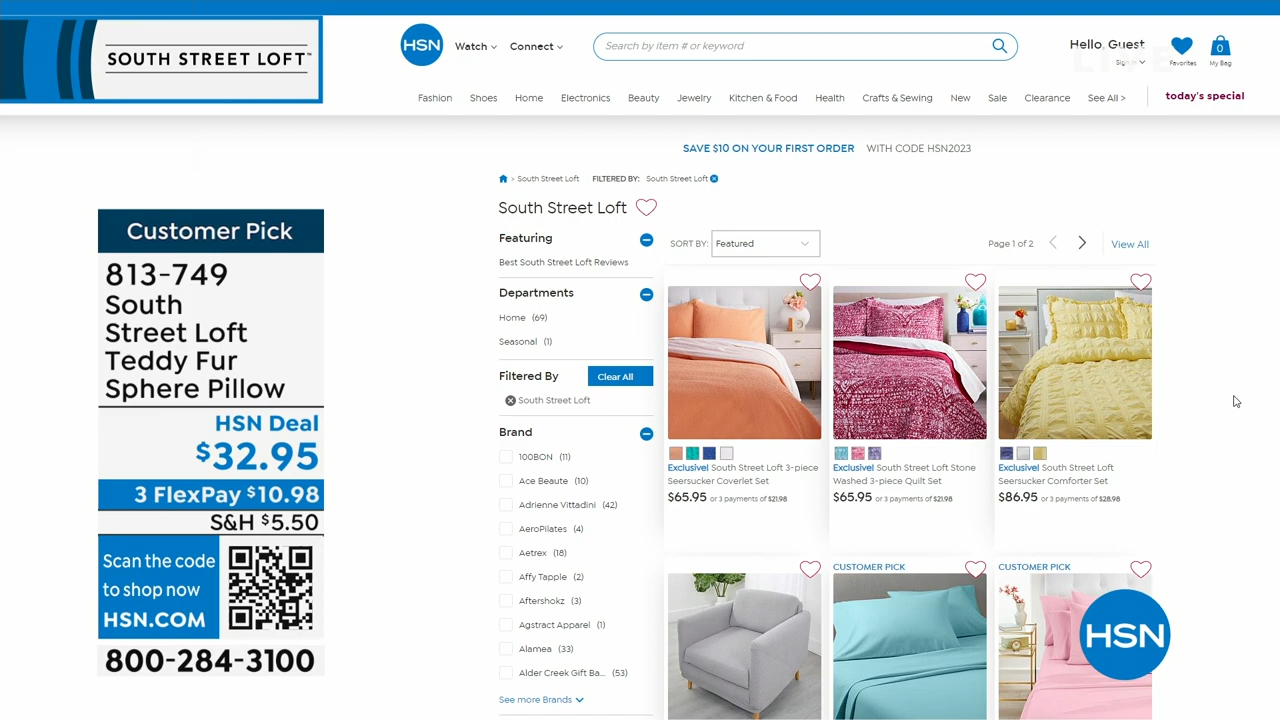 SOUTH STREET LOFT™
HSN
Watch
Connect
Search by item # or keyword
Hello, Guest
Sign In
LIVE
Favorites
0
My Bag
Fashion
Shoes
Home
Electronics
Beauty
Jewelry
Kitchen & Food
Health
Crafts & Sewing
New
Sale
Clearance
See All >
today's special
SAVE $10 ON YOUR FIRST ORDER WITH CODE HSN2023
> South Street Loft FILTERED BY: South Street Loft
South Street Loft
Customer Pick
813-749
South
Street Loft
Teddy Fur
Sphere Pillow
HSN Deal
$32.95
3 FlexPay $10.98
S&H $5.50
Scan the code
to shop now
HSN.COM
800-284-3100
Featuring
Best South Street Loft Reviews
Departments
Home (69)
Seasonal (1)
Filtered By
Clear All
South Street Loft
Brand
100BON (11)
Ace Beaute (10)
Adrienne Vittadini (42)
AeroPilates (4)
Aetrex (18)
Affy Tapple (2)
Aftershokz (3)
Agstract Apparel (1)
Alamea (33)
Alder Creek Gift Ba... (53)
See more Brands
SORT BY: Featured
Page 1 of 2
View All
Exclusive! South Street Loft 3-piece
Seersucker Coverlet Set
$65.95 or 3 payments of $21.98
Exclusive! South Street Loft Stone
Washed 3-piece Quilt Set
$65.95 or 3 payments of $21.98
Exclusive! South Street Loft
Seersucker Comforter Set
$86.95 or 3 payments of $28.98
CUSTOMER PICK
CUSTOMER PICK
HSN